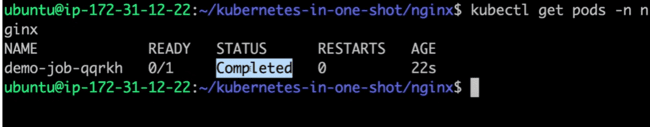 ubuntu@ip-172-31-12-22:~/kubernetes-in-one-shot/nginx$ kubectl get pods -n n
ginx
NAME READY STATUS RESTARTS AGE
demo-job-qqrkh 0/1 Completed 0 22s
ubuntu@ip-172-31-12-22:~/kubernetes-in-one-shot/nginx$